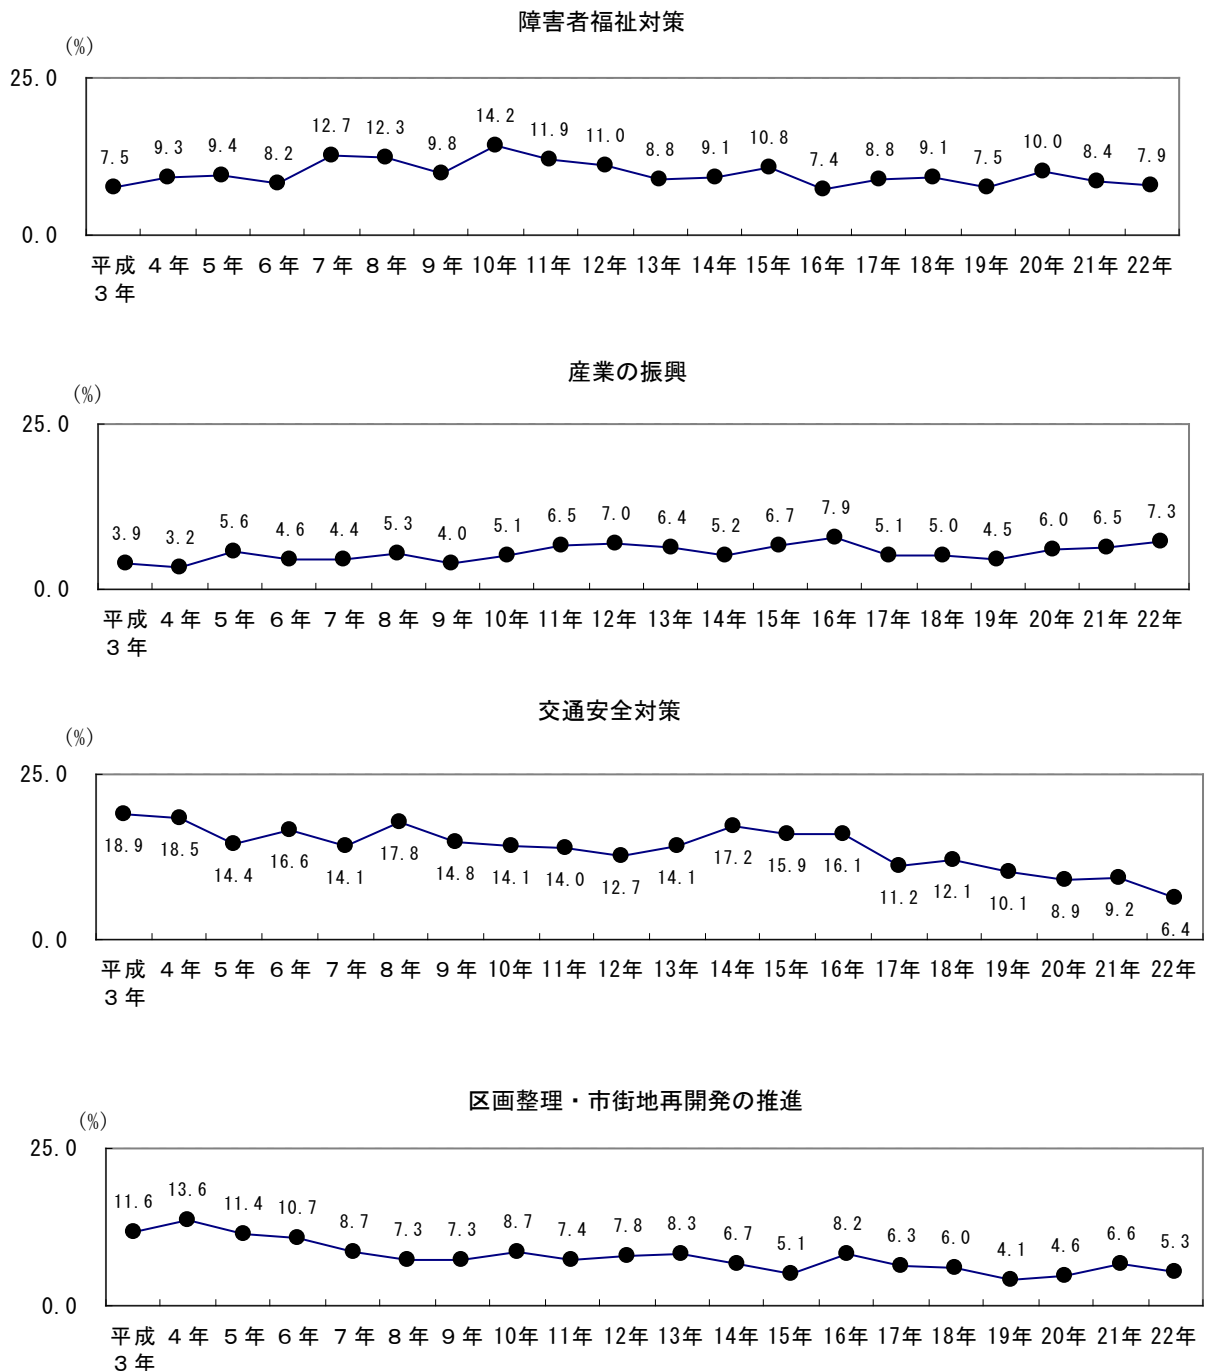 障害者福祉対策
(%)
25.0
7.5 9.3 9.4 8.2 12.7 12.3 9.8 14.2 11.9 11.0 8.8 9.1 10.8 7.4 8.8 9.1 7.5 10.0 8.4 7.9
0.0
平成 4年 5年 6年 7年 8年 9年 10年 11年 12年 13年 14年 15年 16年 17年 18年 19年 20年 21年 22年
3年
産業の振興
(%)
25.0
3.9 3.2 5.6 4.6 4.4 5.3 4.0 5.1 6.5 7.0 6.4 5.2 6.7 7.9 5.1 5.0 4.5 6.0 6.5 7.3
0.0
平成 4年 5年 6年 7年 8年 9年 10年 11年 12年 13年 14年 15年 16年 17年 18年 19年 20年 21年 22年
3年
交通安全対策
(%)
25.0
18.9 18.5 14.4 16.6 14.1 17.8 14.8 14.1 14.0 12.7 14.1 17.2 15.9 16.1 11.2 12.1 10.1 8.9 9.2 6.4
0.0
平成 4年 5年 6年 7年 8年 9年 10年 11年 12年 13年 14年 15年 16年 17年 18年 19年 20年 21年 22年
3年
区画整理・市街地再開発の推進
(%)
25.0
11.6 13.6 11.4 10.7 8.7 7.3 7.3 8.7 7.4 7.8 8.3 6.7 5.1 8.2 6.3 6.0 4.1 4.6 6.6 5.3
0.0
平成 4年 5年 6年 7年 8年 9年 10年 11年 12年 13年 14年 15年 16年 17年 18年 19年 20年 21年 22年
3年